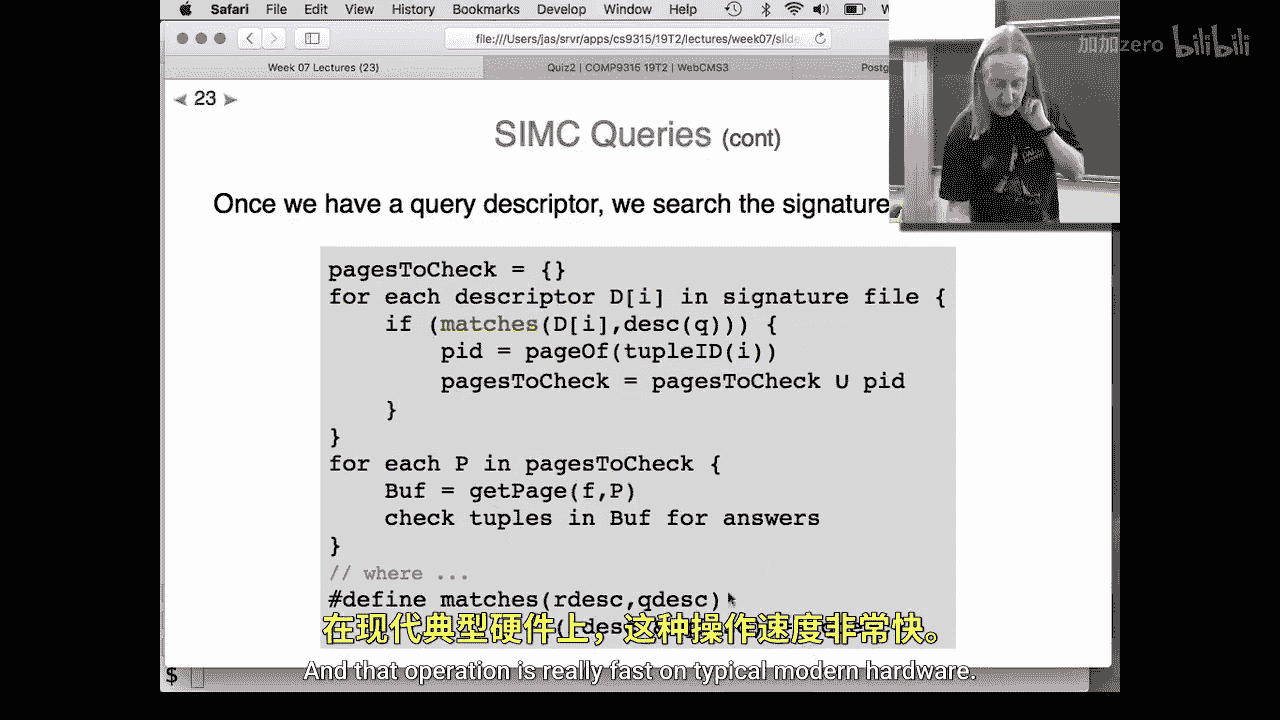 Safari File Edit View History Bookmarks Develop Window Help
加加zero bilibili
file:///Users/jas/srvr/apps/cs9315/19T2/lectures/week07/slide
Week 07 Lectures (23)
Quiz2 | COMP9315 19T2 | WebCMS3
Postg
23
SIMC Queries (cont)
Once we have a query descriptor, we search the signature
pagesToCheck = {}
for each descriptor D[i] in signature file {
if (matches(D[i],desc(q))) {
pid = pageOf(tupleID(i))
pagesToCheck = pagesToCheck ∪ pid
}
}
for each P in pagesToCheck {
Buf = getPage(f,P)
check tuples in Buf for answers
}
// where ...
#define matches(rdesc,qdesc)
在现代典型硬件上，这种操作速度非常快。
And that operation is really fast on typical modern hardware.
$